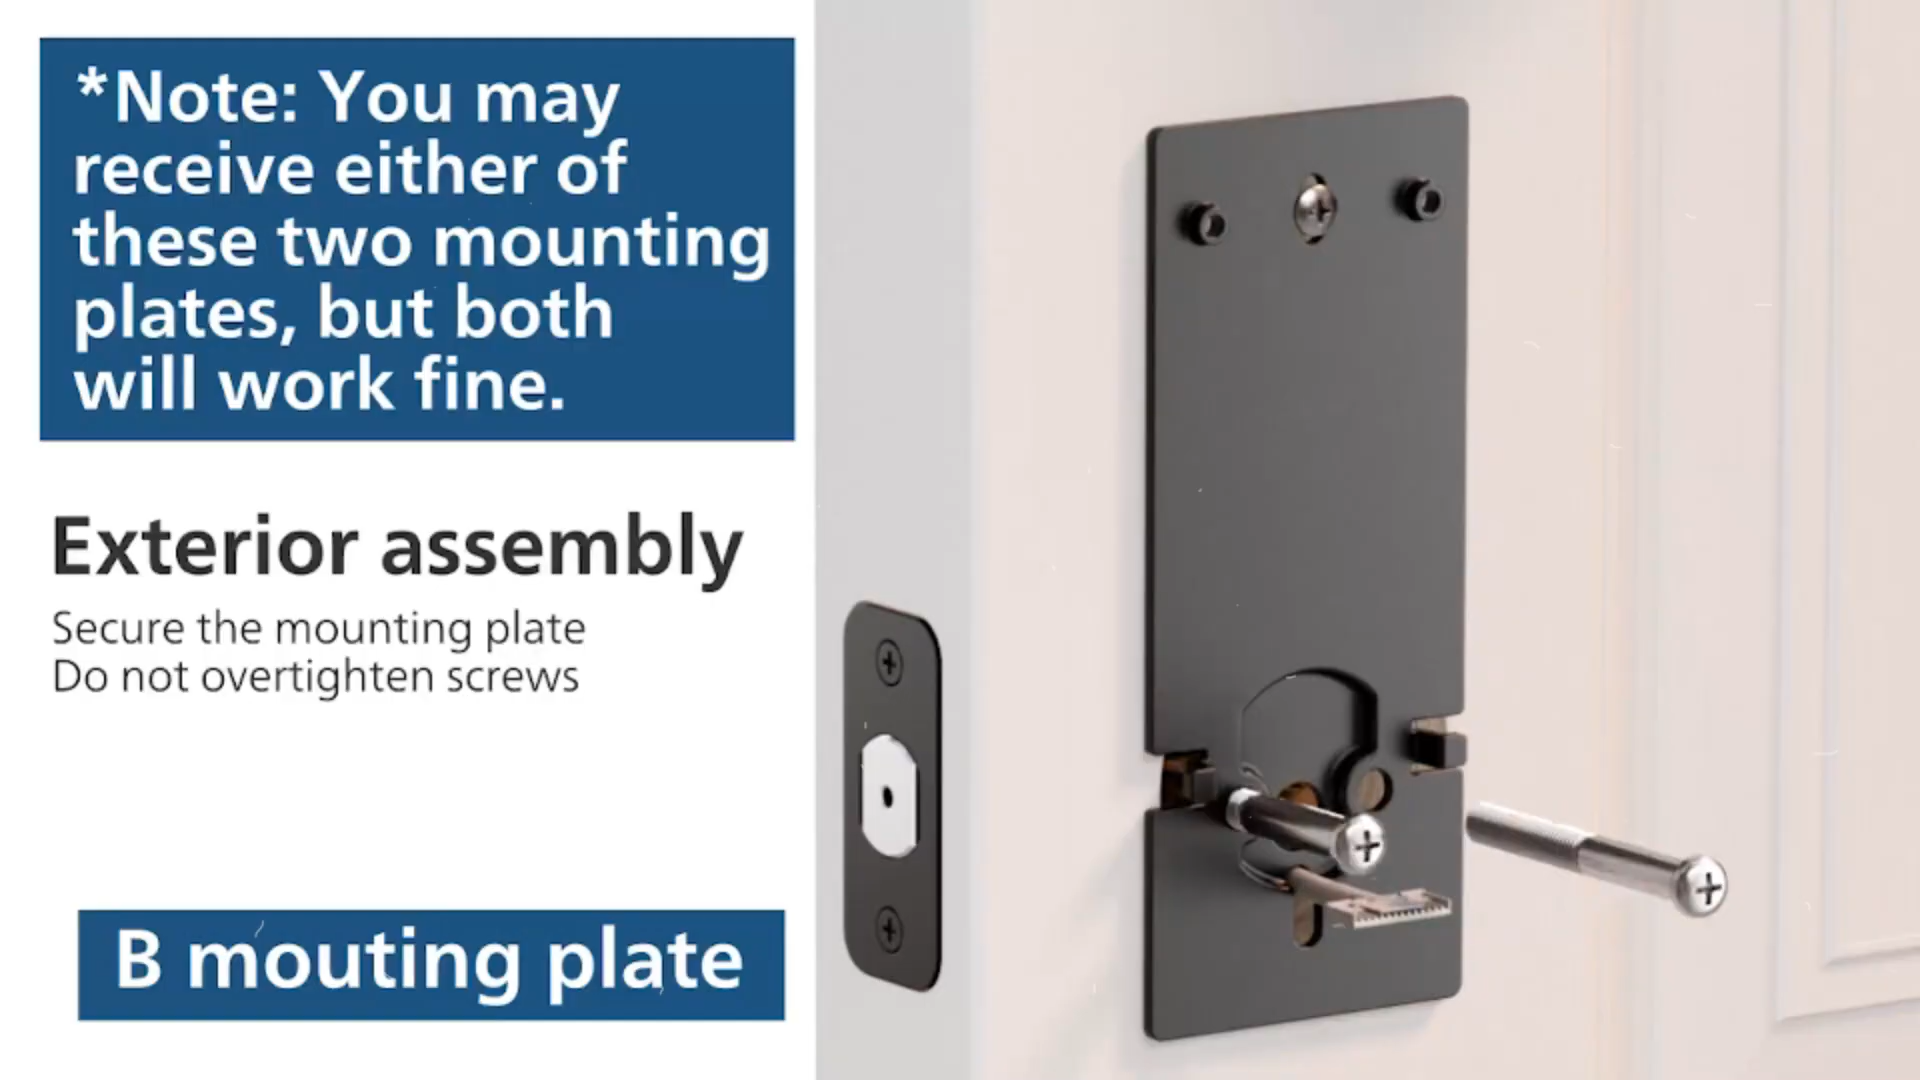 *Note: You may
receive either of
these two mounting
plates, but both
will work fine.
Exterior assembly
Secure the mounting plate
Do not overtighten screws
B mouting plate